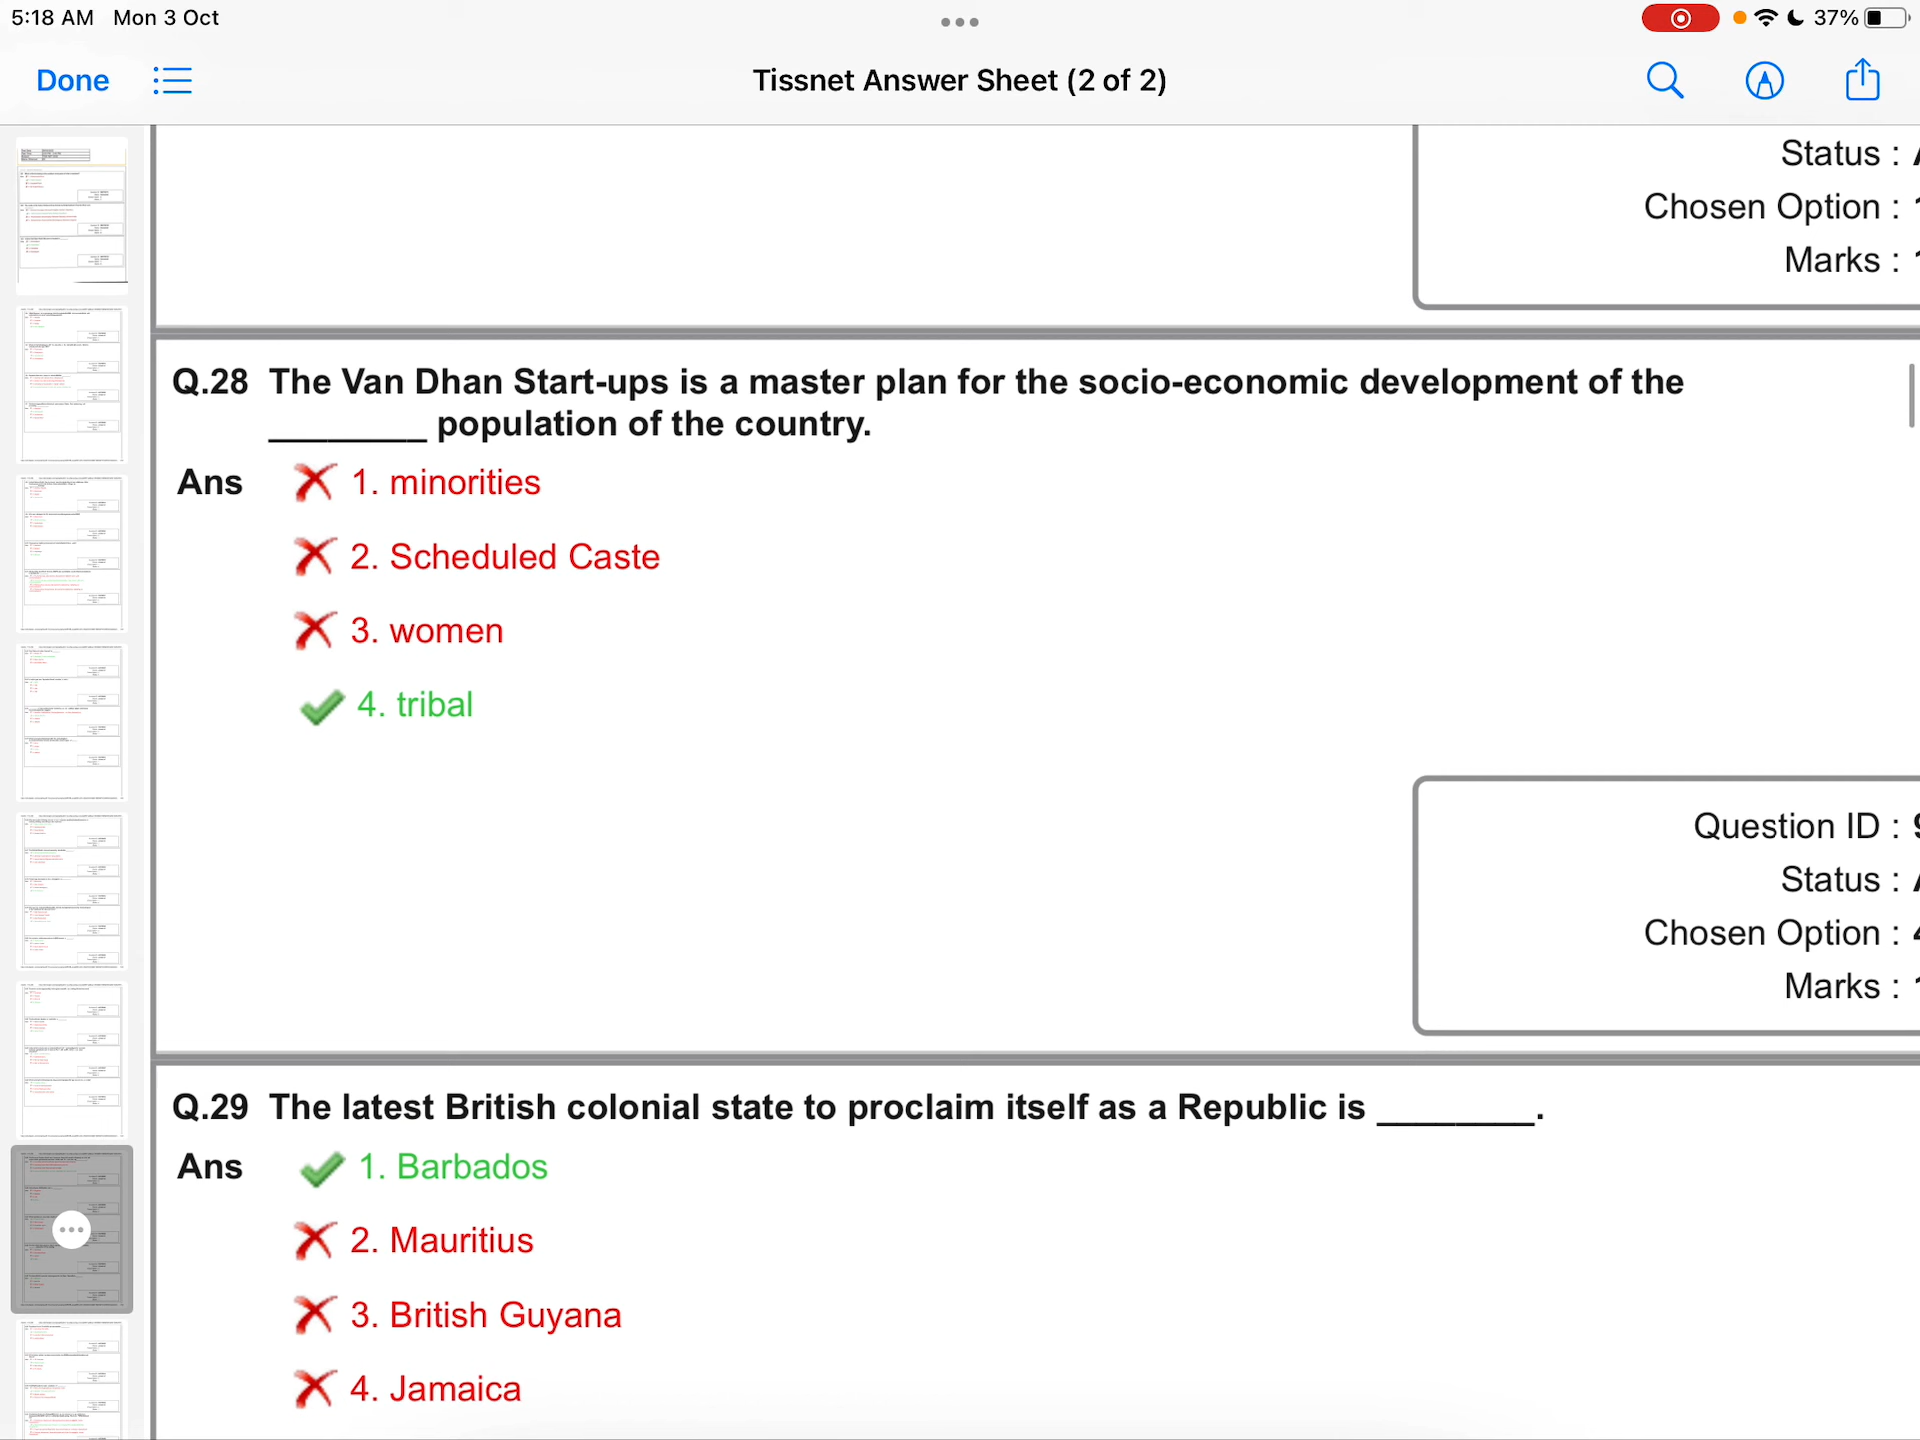 5:18 AM Mon 3 Oct
37%
Done
Tissnet Answer Sheet (2 of 2)
Status :
Chosen Option :
Marks :
Q.28 The Van Dhan Start-ups is a master plan for the socio-economic development of the
________ population of the country.
Ans 1. minorities
2. Scheduled Caste
3. women
4. tribal
Question ID :
Status :
Chosen Option :
Marks :
Q.29 The latest British colonial state to proclaim itself as a Republic is ________.
Ans 1. Barbados
2. Mauritius
3. British Guyana
4. Jamaica